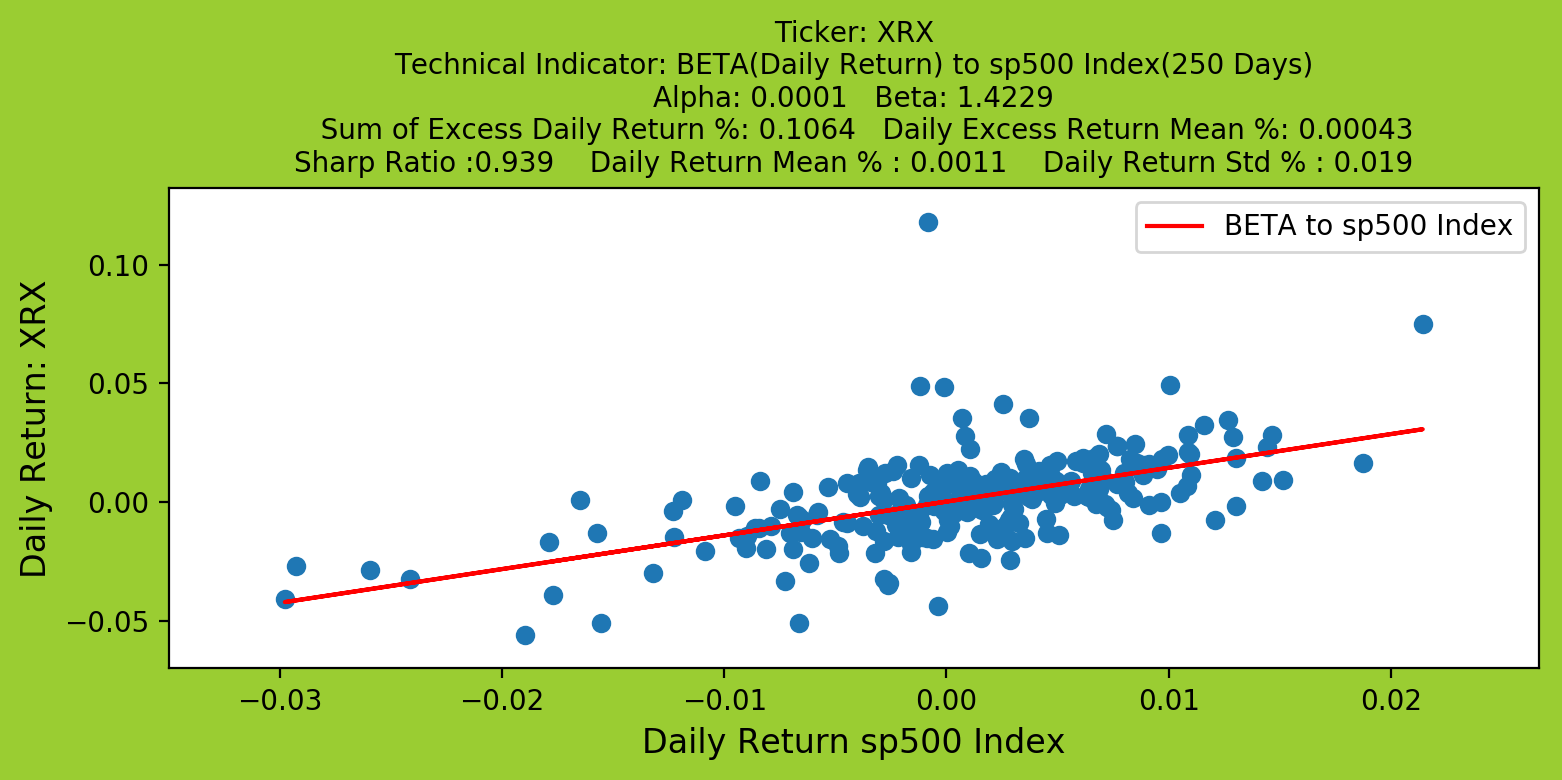 Ticker: XRX
Technical Indicator: BETA(Daily Return) to sp500 Index(250 Days)
Alpha: 0.0001   Beta: 1.4229
Sum of Excess Daily Return %: 0.1064   Daily Excess Return Mean %: 0.00043
Sharp Ratio :0.939    Daily Return Mean % : 0.0011    Daily Return Std % : 0.019
BETA to sp500 Index
Daily Return: XRX
0.10
0.05
0.00
−0.05
−0.03
−0.02
−0.01
0.00
0.01
0.02
Daily Return sp500 Index